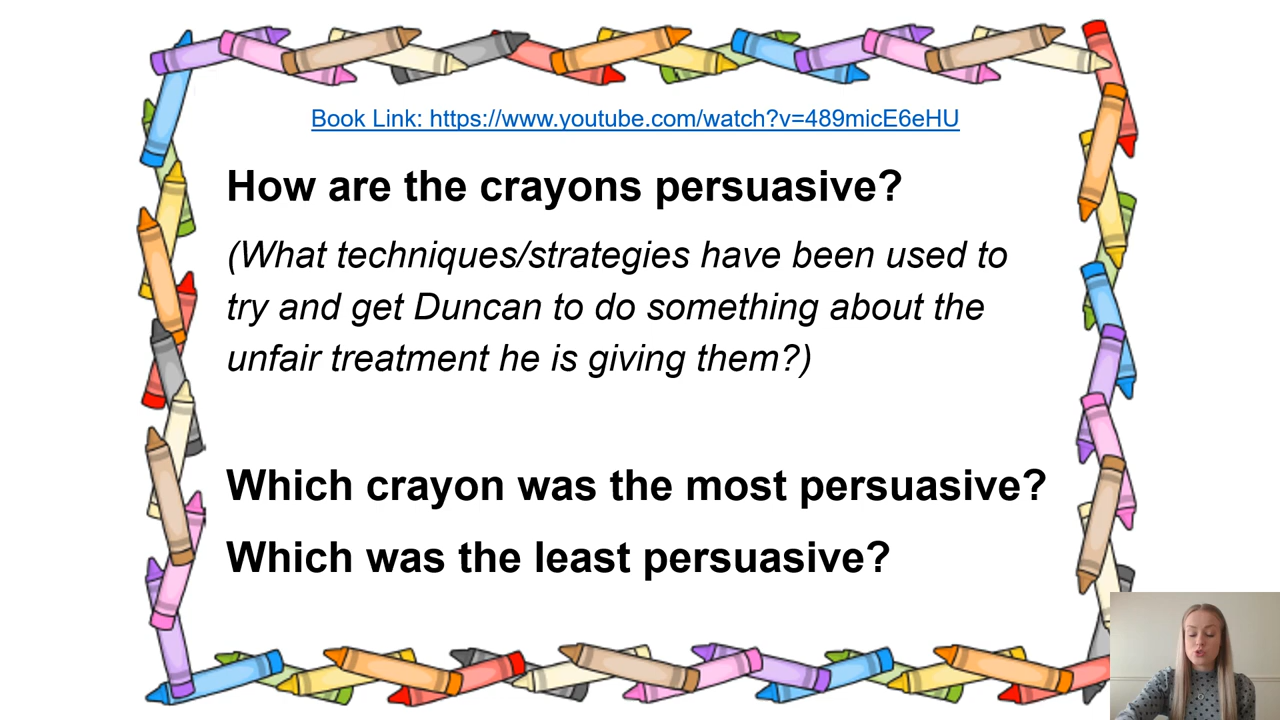 Book Link: https://www.youtube.com/watch?v=489micE6eHU
How are the crayons persuasive?
(What techniques/strategies have been used to
try and get Duncan to do something about the
unfair treatment he is giving them?)
Which crayon was the most persuasive?
Which was the least persuasive?